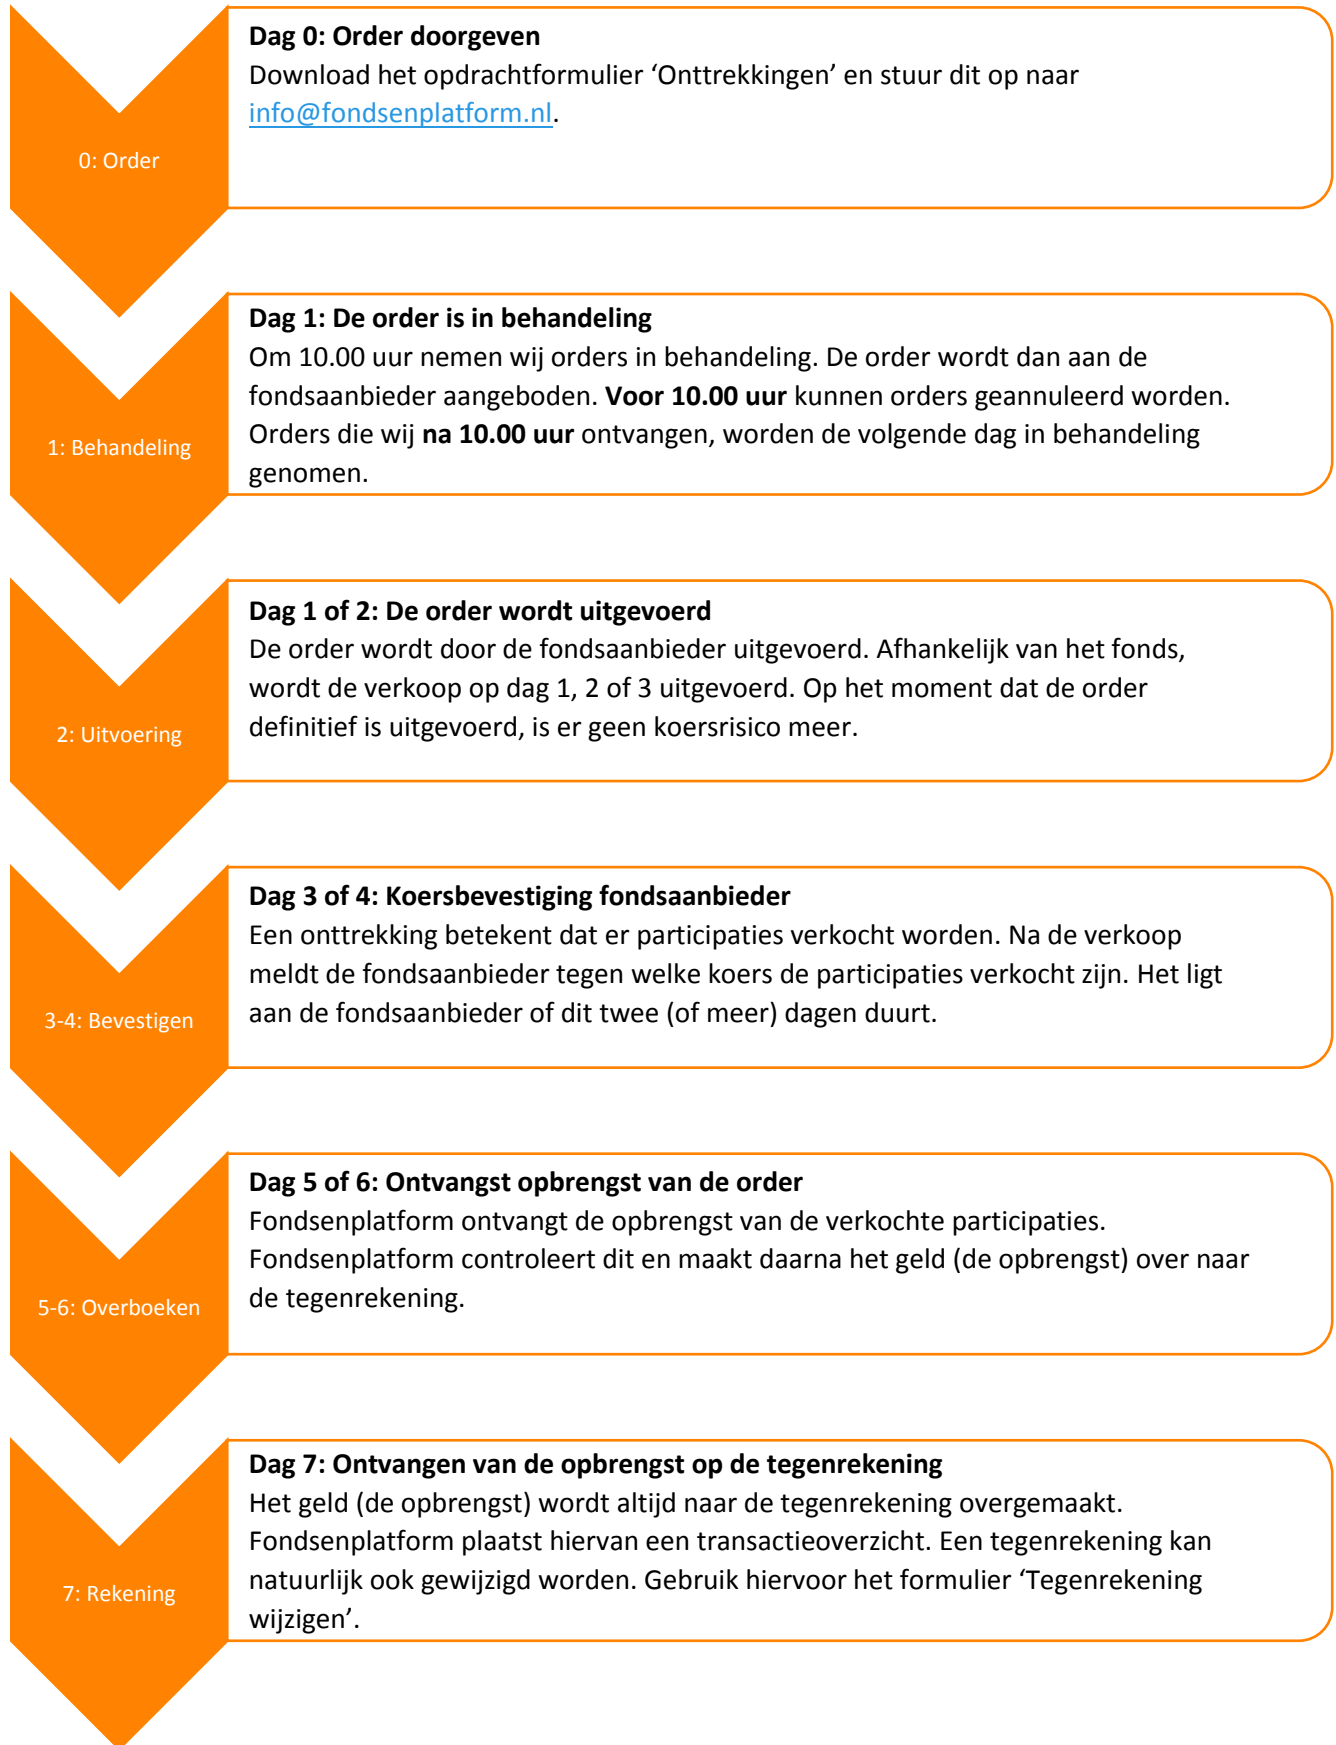 Dag 0: Order doorgeven
Download het opdrachtformulier ‘Onttrekkingen’ en stuur dit op naar
info@fondsenplatform.nl.
0: Order
Dag 1: De order is in behandeling
Om 10.00 uur nemen wij orders in behandeling. De order wordt dan aan de
fondsaanbieder aangeboden. Voor 10.00 uur kunnen orders geannuleerd worden.
Orders die wij na 10.00 uur ontvangen, worden de volgende dag in behandeling
genomen.
1: Behandeling
Dag 1 of 2: De order wordt uitgevoerd
De order wordt door de fondsaanbieder uitgevoerd. Afhankelijk van het fonds,
wordt de verkoop op dag 1, 2 of 3 uitgevoerd. Op het moment dat de order
definitief is uitgevoerd, is er geen koersrisico meer.
2: Uitvoering
Dag 3 of 4: Koersbevestiging fondsaanbieder
Een onttrekking betekent dat er participaties verkocht worden. Na de verkoop
meldt de fondsaanbieder tegen welke koers de participaties verkocht zijn. Het ligt
aan de fondsaanbieder of dit twee (of meer) dagen duurt.
3-4: Bevestigen
Dag 5 of 6: Ontvangst opbrengst van de order
Fondsenplatform ontvangt de opbrengst van de verkochte participaties.
Fondsenplatform controleert dit en maakt daarna het geld (de opbrengst) over naar
de tegenrekening.
5-6: Overboeken
Dag 7: Ontvangen van de opbrengst op de tegenrekening
Het geld (de opbrengst) wordt altijd naar de tegenrekening overgemaakt.
Fondsenplatform plaatst hiervan een transactieoverzicht. Een tegenrekening kan
natuurlijk ook gewijzigd worden. Gebruik hiervoor het formulier ‘Tegenrekening
wijzigen’.
7: Rekening